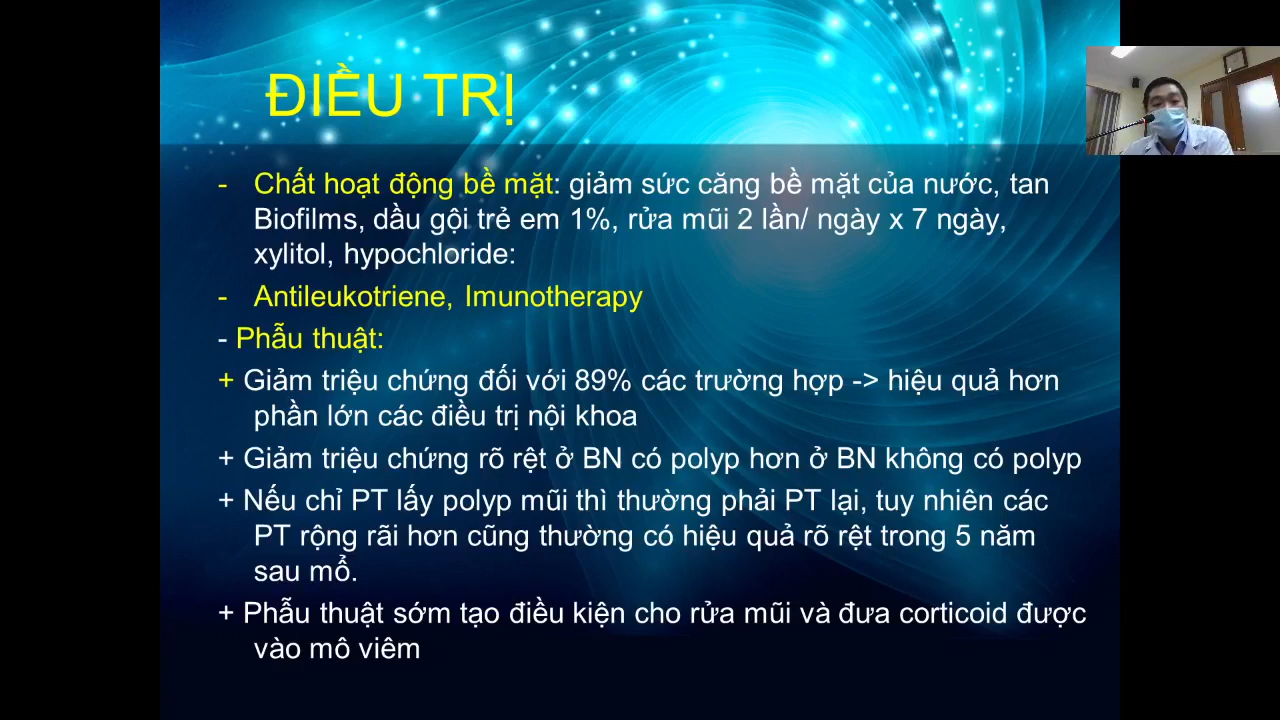 ĐIỀU TRỊ
- Chất hoạt động bề mặt: giảm sức căng bề mặt của nước, tan
Biofilms, dầu gội trẻ em 1%, rửa mũi 2 lần/ ngày x 7 ngày,
xylitol, hypochloride:
- Antileukotriene, Imunotherapy
- Phẫu thuật:
+ Giảm triệu chứng đối với 89% các trường hợp -> hiệu quả hơn
phần lớn các điều trị nội khoa
+ Giảm triệu chứng rõ rệt ở BN có polyp hơn ở BN không có polyp
+ Nếu chỉ PT lấy polyp mũi thì thường phải PT lại, tuy nhiên các
PT rộng rãi hơn cũng thường có hiệu quả rõ rệt trong 5 năm
sau mổ.
+ Phẫu thuật sớm tạo điều kiện cho rửa mũi và đưa corticoid được
vào mô viêm